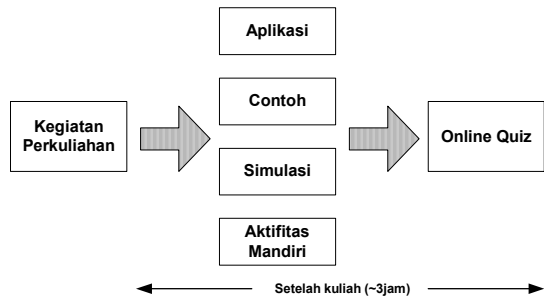 Kegiatan
Perkuliahan
Aplikasi
Contoh
Simulasi
Aktifitas
Mandiri
Online Quiz
Setelah kuliah (~3jam)